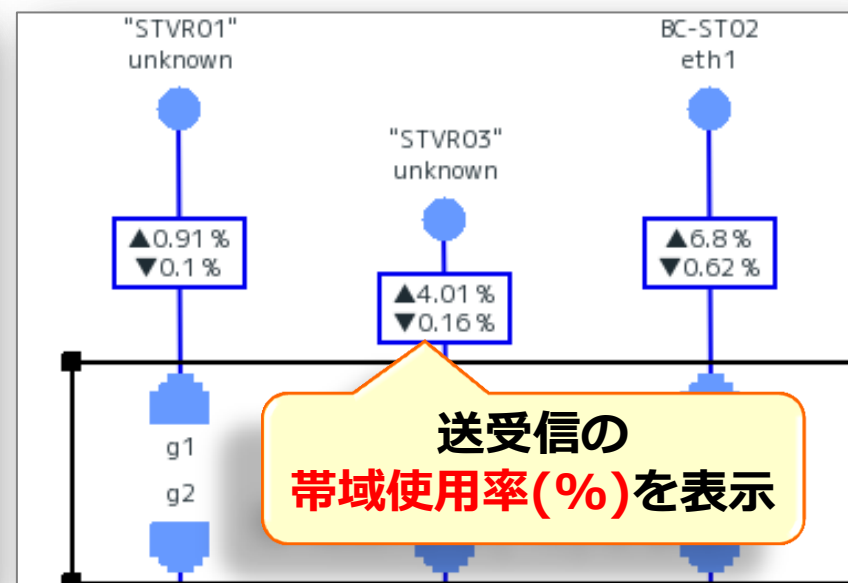 "STVR01"
unknown
BC-ST02
eth1
"STVR03"
unknown
▲0.91%
▼0.1%
▲6.8%
▼0.62%
▲4.01%
▼0.16%
g1
g2
送受信の
帯域使用率(%)を表示